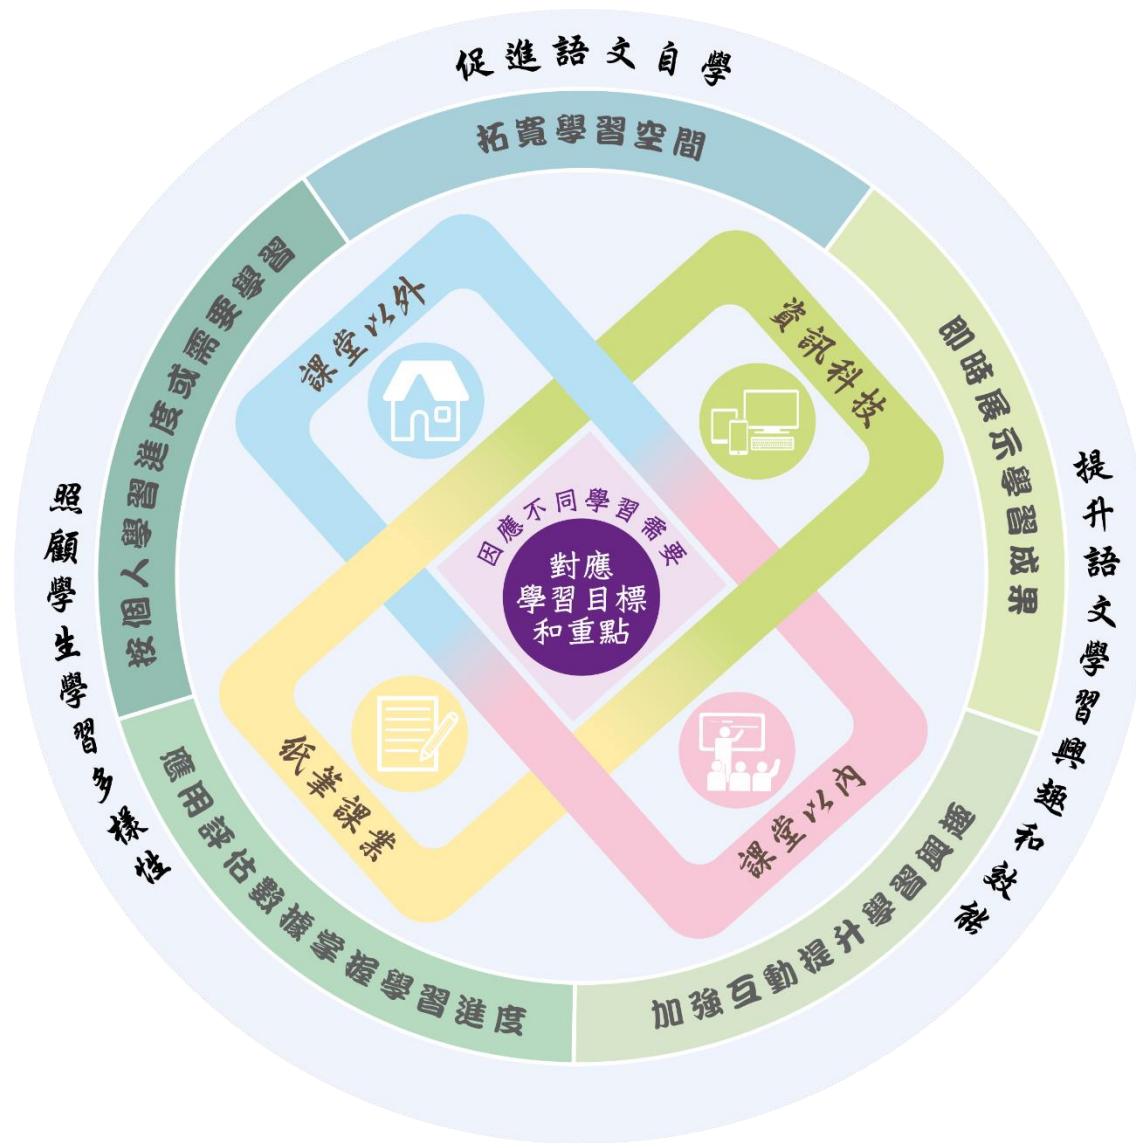 促進語文自學
拓寬學習空間
按個人學習進度或需要學習
即時展示學習成果
照顧學生學習多樣性
提升語文學習興趣和效能
應用評估數據掌握學習進度
加強互動提升學習興趣
課堂以外
資訊科技
因應不同學習需要
對應
學習目標
和重點
紙筆課業
課堂以內